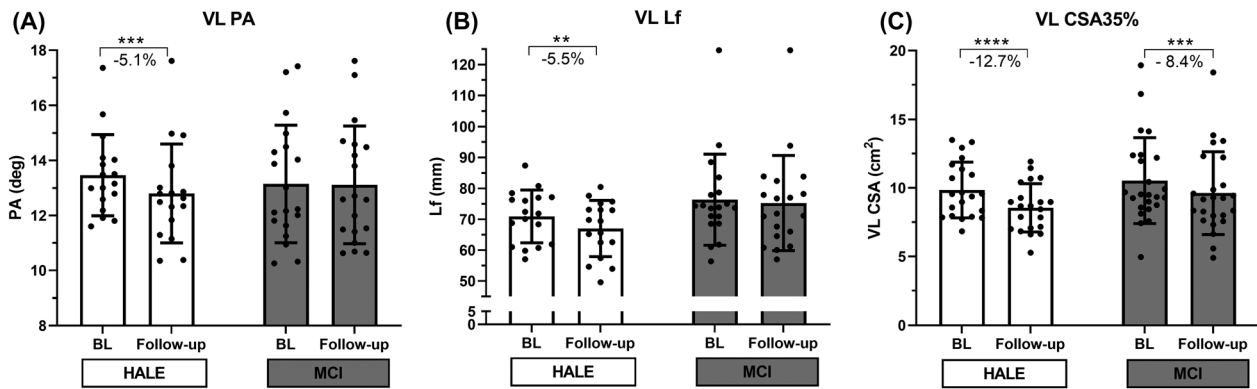 (A)
VL PA
PA (deg)
18
16
14
12
10
8
***
-5.1%
BL
Follow-up
BL
Follow-up
HALE
MCI
(B)
VL Lf
Lf (mm)
120
110
100
90
80
70
60
50
5
0
**
-5.5%
BL
Follow-up
BL
Follow-up
HALE
MCI
(C)
VL CSA35%
VL CSA (cm²)
20
15
10
5
0
****
-12.7%
***
- 8.4%
BL
Follow-up
BL
Follow-up
HALE
MCI